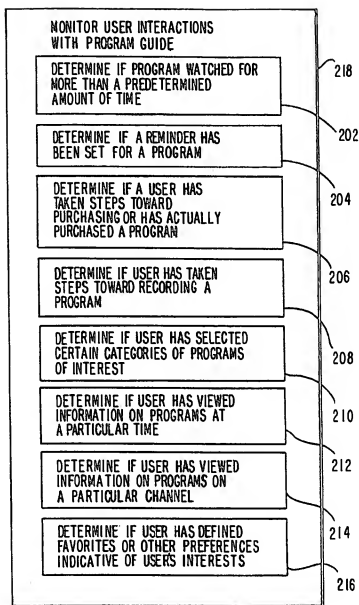 MONITOR USER INTERACTIONS
WITH PROGRAM GUIDE
218
DETERMINE IF PROGRAM WATCHED FOR
MORE THAN A PREDETERMINED
AMOUNT OF TIME
202
DETERMINE IF A REMINDER HAS
BEEN SET FOR A PROGRAM
204
DETERMINE IF A USER HAS
TAKEN STEPS TOWARD
PURCHASING OR HAS ACTUALLY
PURCHASED A PROGRAM
206
DETERMINE IF USER HAS TAKEN
STEPS TOWARD RECORDING A
PROGRAM
208
DETERMINE IF USER HAS SELECTED
CERTAIN CATEGORIES OF PROGRAMS
OF INTEREST
210
DETERMINE IF USER HAS VIEWED
INFORMATION ON PROGRAMS AT
A PARTICULAR TIME
212
DETERMINE IF USER HAS VIEWED
INFORMATION ON PROGRAMS ON
A PARTICULAR CHANNEL
214
DETERMINE IF USER HAS DEFINED
FAVORITES OR OTHER PREFERENCES
INDICATIVE OF USER'S INTERESTS
216